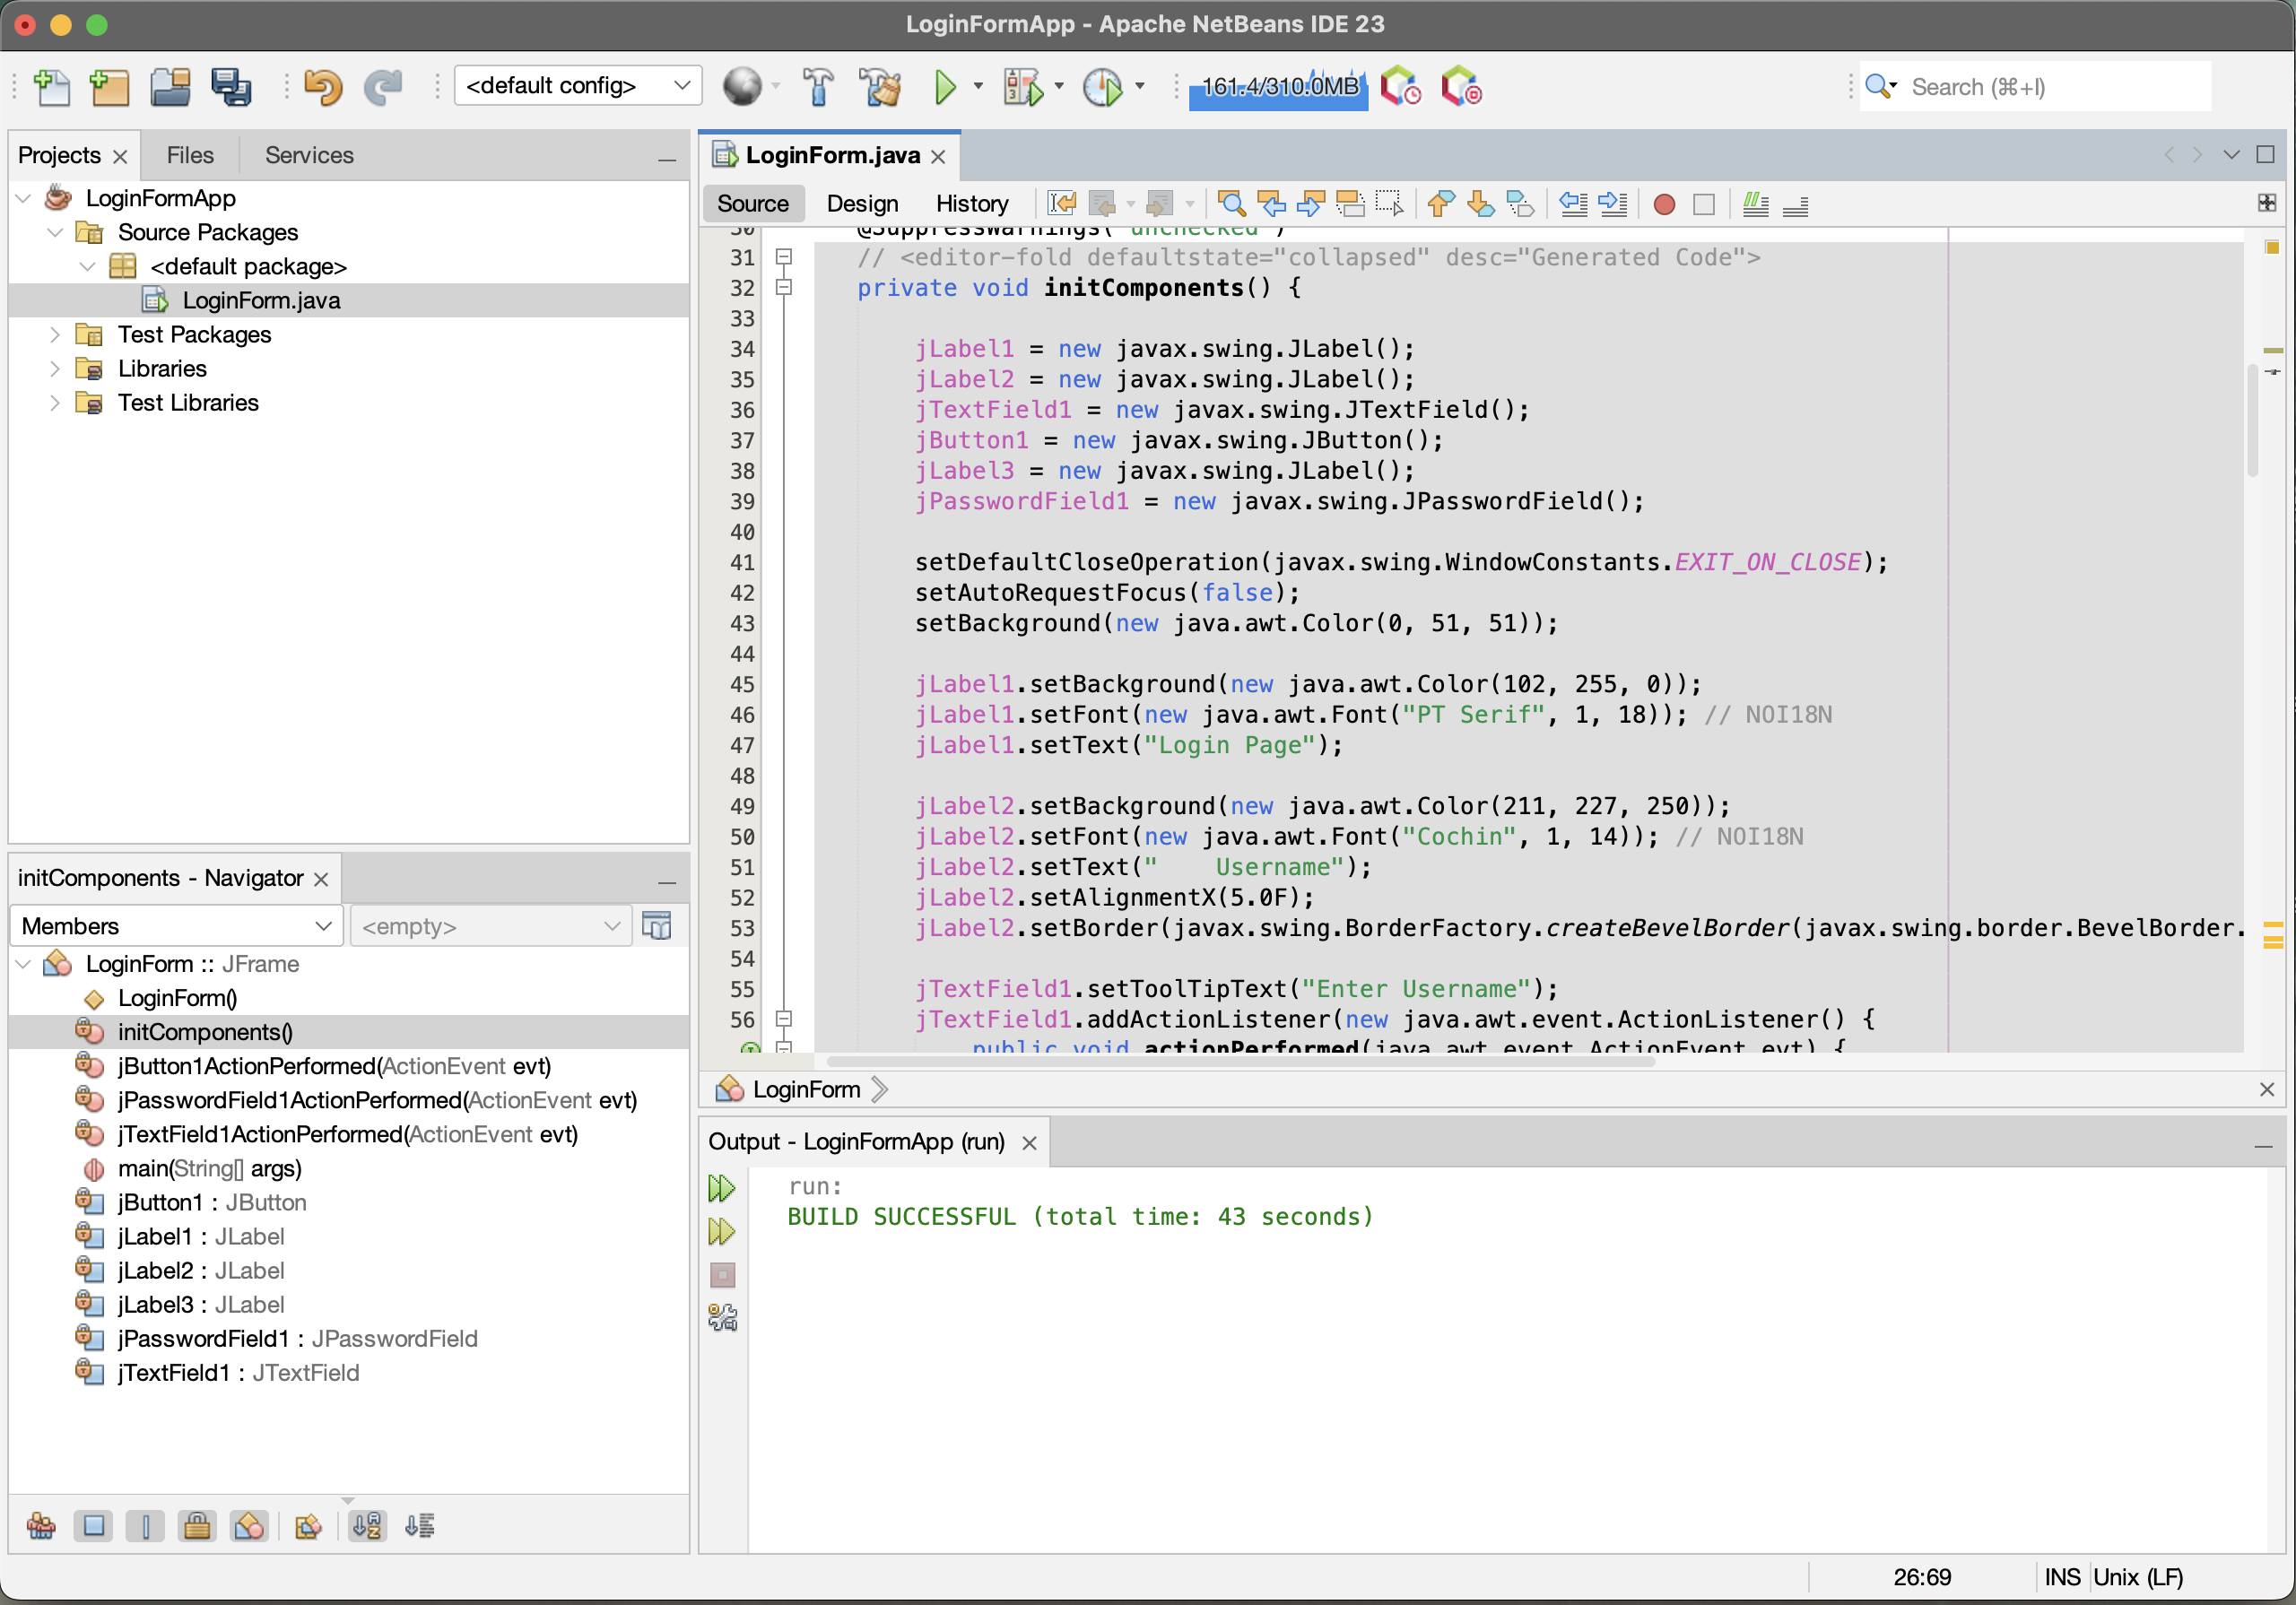 LoginFormApp - Apache NetBeans IDE 23
<default config>
161.4/310.0MB
Search (⌘+I)
Projects
Files
Services
LoginFormApp
Source Packages
<default package>
LoginForm.java
Test Packages
Libraries
Test Libraries
initComponents - Navigator
Members
<empty>
LoginForm :: JFrame
LoginForm()
initComponents()
jButton1ActionPerformed(ActionEvent evt)
jPasswordField1ActionPerformed(ActionEvent evt)
jTextField1ActionPerformed(ActionEvent evt)
main(String[] args)
jButton1 : JButton
jLabel1 : JLabel
jLabel2 : JLabel
jLabel3 : JLabel
jPasswordField1 : JPasswordField
jTextField1 : JTextField
LoginForm.java
Source Design History
30 @SuppressWarnings("unchecked")
31 // <editor-fold defaultstate="collapsed" desc="Generated Code">
32 private void initComponents() {
33
34 jLabel1 = new javax.swing.JLabel();
35 jLabel2 = new javax.swing.JLabel();
36 jTextField1 = new javax.swing.JTextField();
37 jButton1 = new javax.swing.JButton();
38 jLabel3 = new javax.swing.JLabel();
39 jPasswordField1 = new javax.swing.JPasswordField();
40
41 setDefaultCloseOperation(javax.swing.WindowConstants.EXIT_ON_CLOSE);
42 setAutoRequestFocus(false);
43 setBackground(new java.awt.Color(0, 51, 51));
44
45 jLabel1.setBackground(new java.awt.Color(102, 255, 0));
46 jLabel1.setFont(new java.awt.Font("PT Serif", 1, 18)); // NOI18N
47 jLabel1.setText("Login Page");
48
49 jLabel2.setBackground(new java.awt.Color(211, 227, 250));
50 jLabel2.setFont(new java.awt.Font("Cochin", 1, 14)); // NOI18N
51 jLabel2.setText("    Username");
52 jLabel2.setAlignmentX(5.0F);
53 jLabel2.setBorder(javax.swing.BorderFactory.createBevelBorder(javax.swing.border.BevelBorder.
54
55 jTextField1.setToolTipText("Enter Username");
56 jTextField1.addActionListener(new java.awt.event.ActionListener() {
public void actionPerformed(java.awt.event.ActionEvent evt) {
LoginForm
Output - LoginFormApp (run)
run:
BUILD SUCCESSFUL (total time: 43 seconds)
26:69 INS Unix (LF)